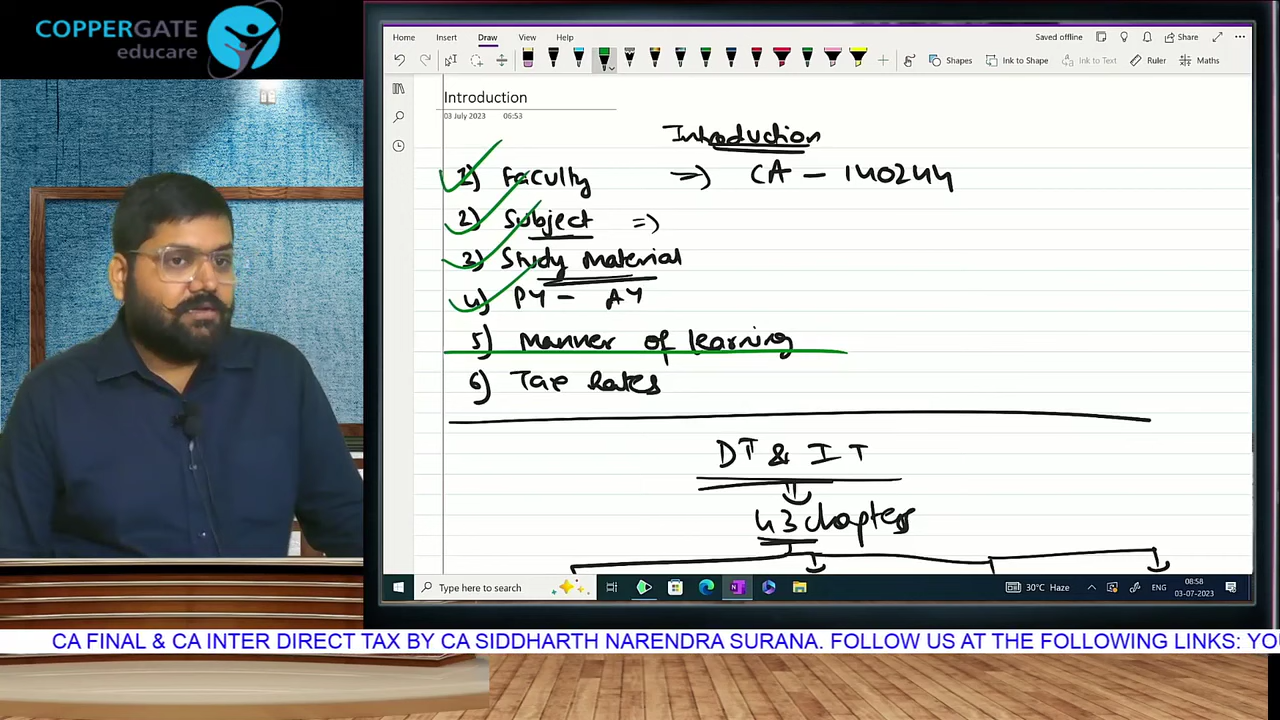 COPPERGATE
educare
Home Insert Draw View Help
Saved offline
Share
Shapes
Ink to Shape
Ink to Text
Ruler
Maths
Introduction
03 July 2023 06:53
Introduction
1) Faculty => CA - 140244
2) Subject =>
3) Study Material
4) PY - AY
5) Manner of learning
6) Tax Rates
DT & IT
43 chapters
Type here to search
30°C Haze
ENG
08:58
03-07-2023
CA FINAL & CA INTER DIRECT TAX BY CA SIDDHARTH NARENDRA SURANA. FOLLOW US AT THE FOLLOWING LINKS: YO